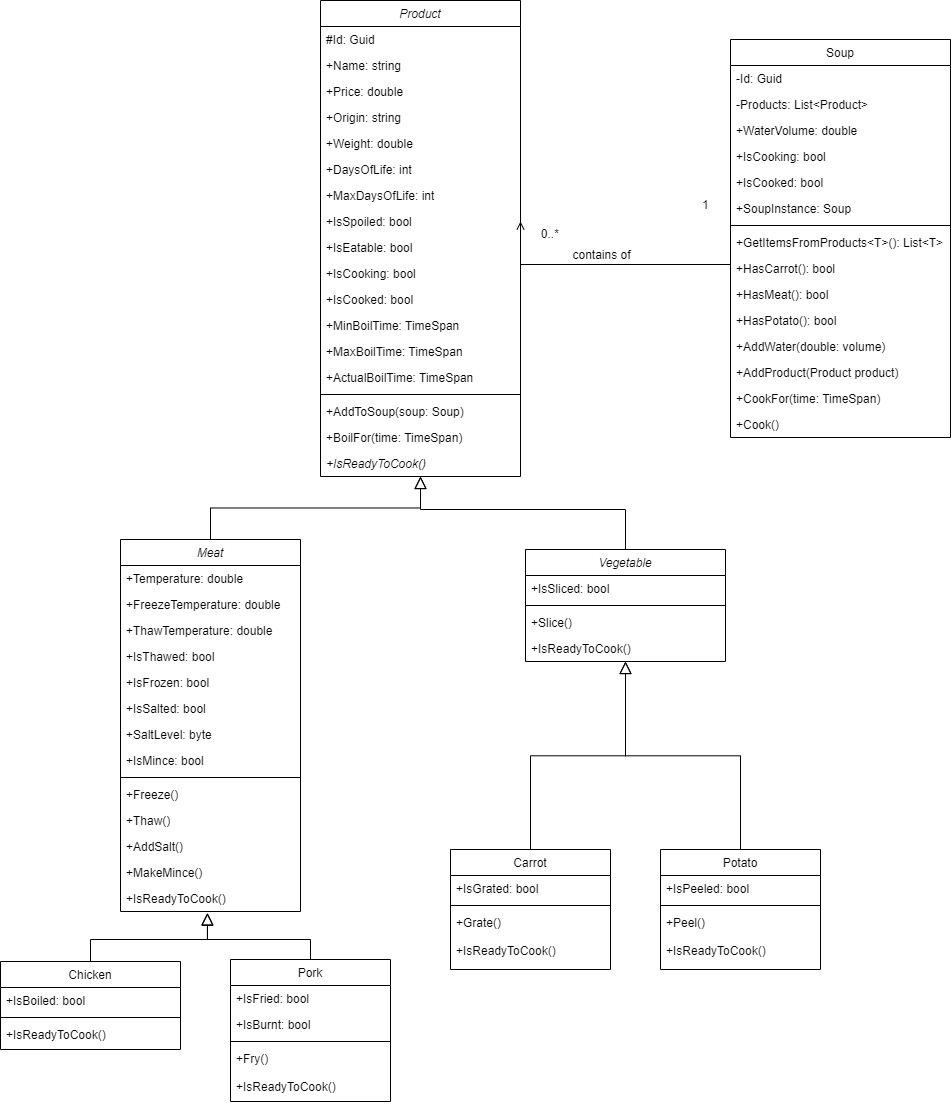 Product
#Id: Guid
+Name: string
+Price: double
+Origin: string
+Weight: double
+DaysOfLife: int
+MaxDaysOfLife: int
+IsSpoiled: bool
+IsEatable: bool
+IsCooking: bool
+IsCooked: bool
+MinBoilTime: TimeSpan
+MaxBoilTime: TimeSpan
+ActualBoilTime: TimeSpan
+AddToSoup(soup: Soup)
+BoilFor(time: TimeSpan)
+IsReadyToCook()
0..*
contains of
1
Soup
-Id: Guid
-Products: List<Product>
+WaterVolume: double
+IsCooking: bool
+IsCooked: bool
+SoupInstance: Soup
+GetItemsFromProducts<T>(): List<T>
+HasCarrot(): bool
+HasMeat(): bool
+HasPotato(): bool
+AddWater(double: volume)
+AddProduct(Product product)
+CookFor(time: TimeSpan)
+Cook()
Meat
+Temperature: double
+FreezeTemperature: double
+ThawTemperature: double
+IsThawed: bool
+IsFrozen: bool
+IsSalted: bool
+SaltLevel: byte
+IsMince: bool
+Freeze()
+Thaw()
+AddSalt()
+MakeMince()
+IsReadyToCook()
Vegetable
+IsSliced: bool
+Slice()
+IsReadyToCook()
Carrot
+IsGrated: bool
+Grate()
+IsReadyToCook()
Potato
+IsPeeled: bool
+Peel()
+IsReadyToCook()
Chicken
+IsBoiled: bool
+IsReadyToCook()
Pork
+IsFried: bool
+IsBurnt: bool
+Fry()
+IsReadyToCook()